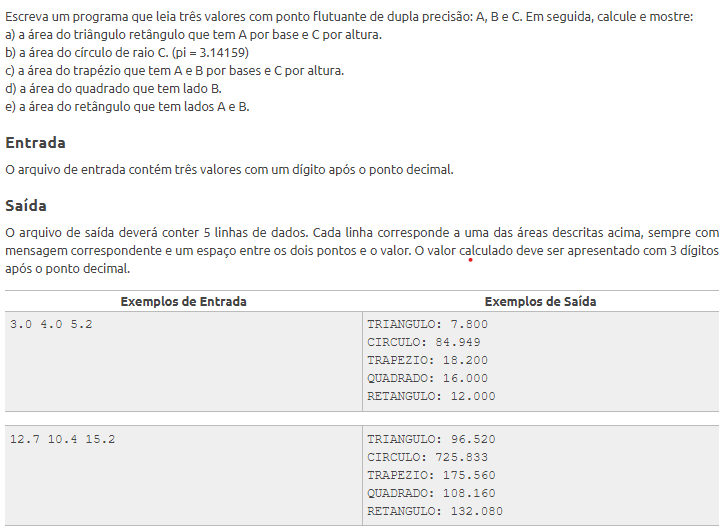 Escreva um programa que leia três valores com ponto flutuante de dupla precisão: A, B e C. Em seguida, calcule e mostre:
a) a área do triângulo retângulo que tem A por base e C por altura.
b) a área do círculo de raio C. (pi = 3.14159)
c) a área do trapézio que tem A e B por bases e C por altura.
d) a área do quadrado que tem lado B.
e) a área do retângulo que tem lados A e B.
Entrada
O arquivo de entrada contém três valores com um dígito após o ponto decimal.
Saída
O arquivo de saída deverá conter 5 linhas de dados. Cada linha corresponde a uma das áreas descritas acima, sempre com
mensagem correspondente e um espaço entre os dois pontos e o valor. O valor calculado deve ser apresentado com 3 dígitos
após o ponto decimal.
Exemplos de Entrada Exemplos de Saída
3.0 4.0 5.2 TRIANGULO: 7.800
CIRCULO: 84.949
TRAPEZIO: 18.200
QUADRADO: 16.000
RETANGULO: 12.000
12.7 10.4 15.2 TRIANGULO: 96.520
CIRCULO: 725.833
TRAPEZIO: 175.560
QUADRADO: 108.160
RETANGULO: 132.080